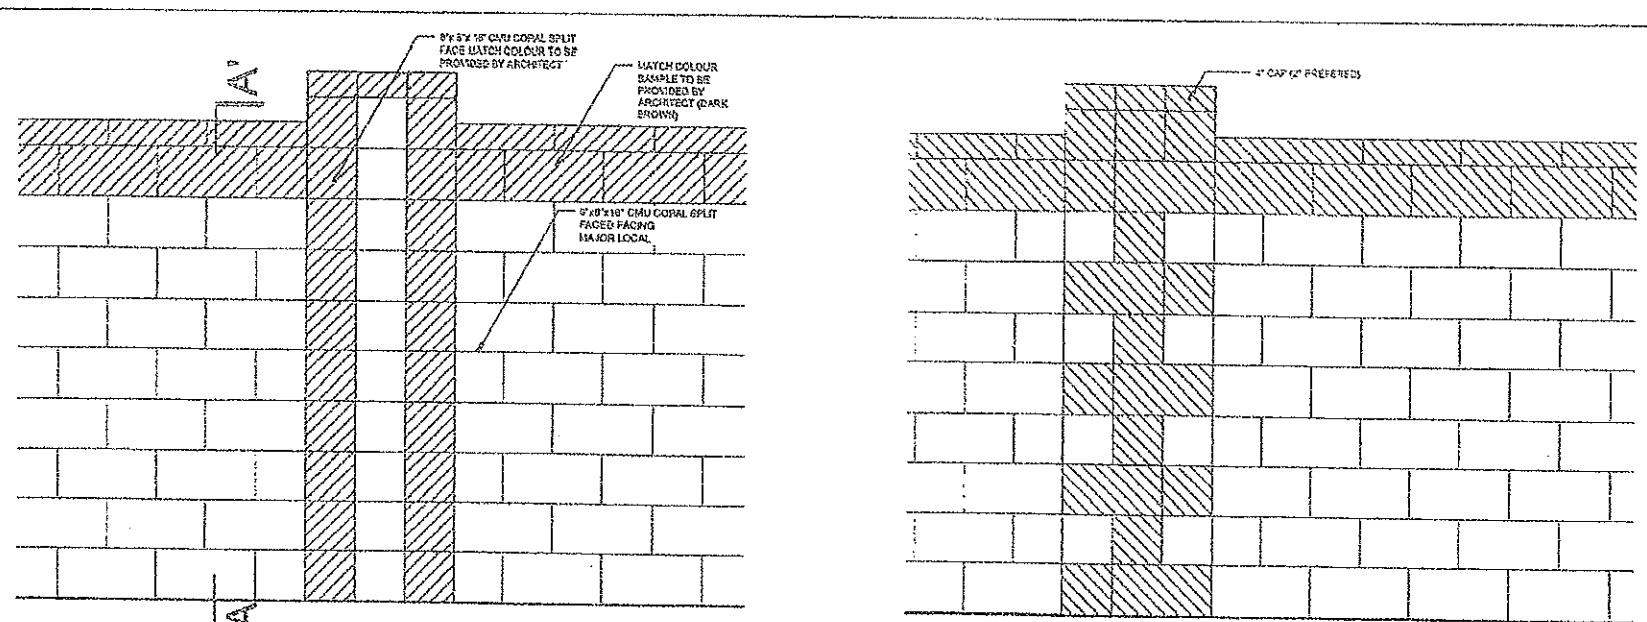 8"x 8"x 16" CMU CORAL SPLIT
FACE MATCH COLOUR TO BE
PROVIDED BY ARCHITECT
MATCH COLOUR
SAMPLE TO BE
PROVIDED BY
ARCHITECT (DARK
BROWN)
4" CAP (2" PREFERED)
A'
8"x8"x16" CMU CORAL SPLIT
FACED FACING
MAJOR LOCAL
A